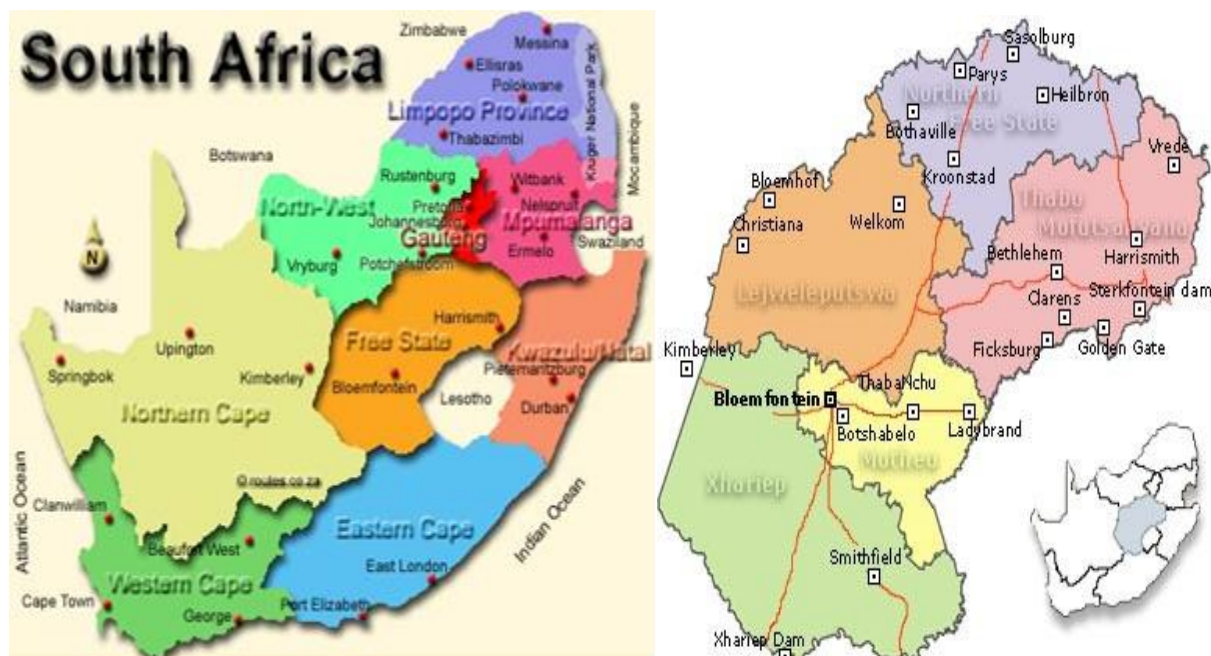 South Africa
Zimbabwe
Messina
Ellisras
Polokwane
Limpopo Province
Thabazimbi
Kruger National Park
Mocambique
Botswana
Rustenburg
Witbank
North-West
Pretoria
Nelspruit
Johannesburg
Mpumalanga
Gauteng
Ermelo
Swaziland
Vryburg
Potchefstroom
N
Namibia
Harrismith
Free State
Kwazulu/Natal
Upington
Springbok
Kimberley
Bloemfontein
Pietermaritzburg
Lesotho
Durban
Northern Cape
© routes.co.za
Atlantic Ocean
Clanwilliam
Indian Ocean
Eastern Cape
Beaufort West
Western Cape
East London
Cape Town
George
Port Elizabeth
Sasolburg
Parys
Northern
Heilbron
Free State
Bothaville
Vrede
Kroonstad
Bloemhof
Thabo
Christiana
Welkom
Mofutsanyana
Bethlehem
Harrismith
Lejweleputswa
Clarens
Sterkfontein dam
Kimberley
Ficksburg
Golden Gate
ThabaNchu
Bloemfontein
Botshabelo
Ladybrand
Motheo
Xhariep
Smithfield
Xhariep Dam